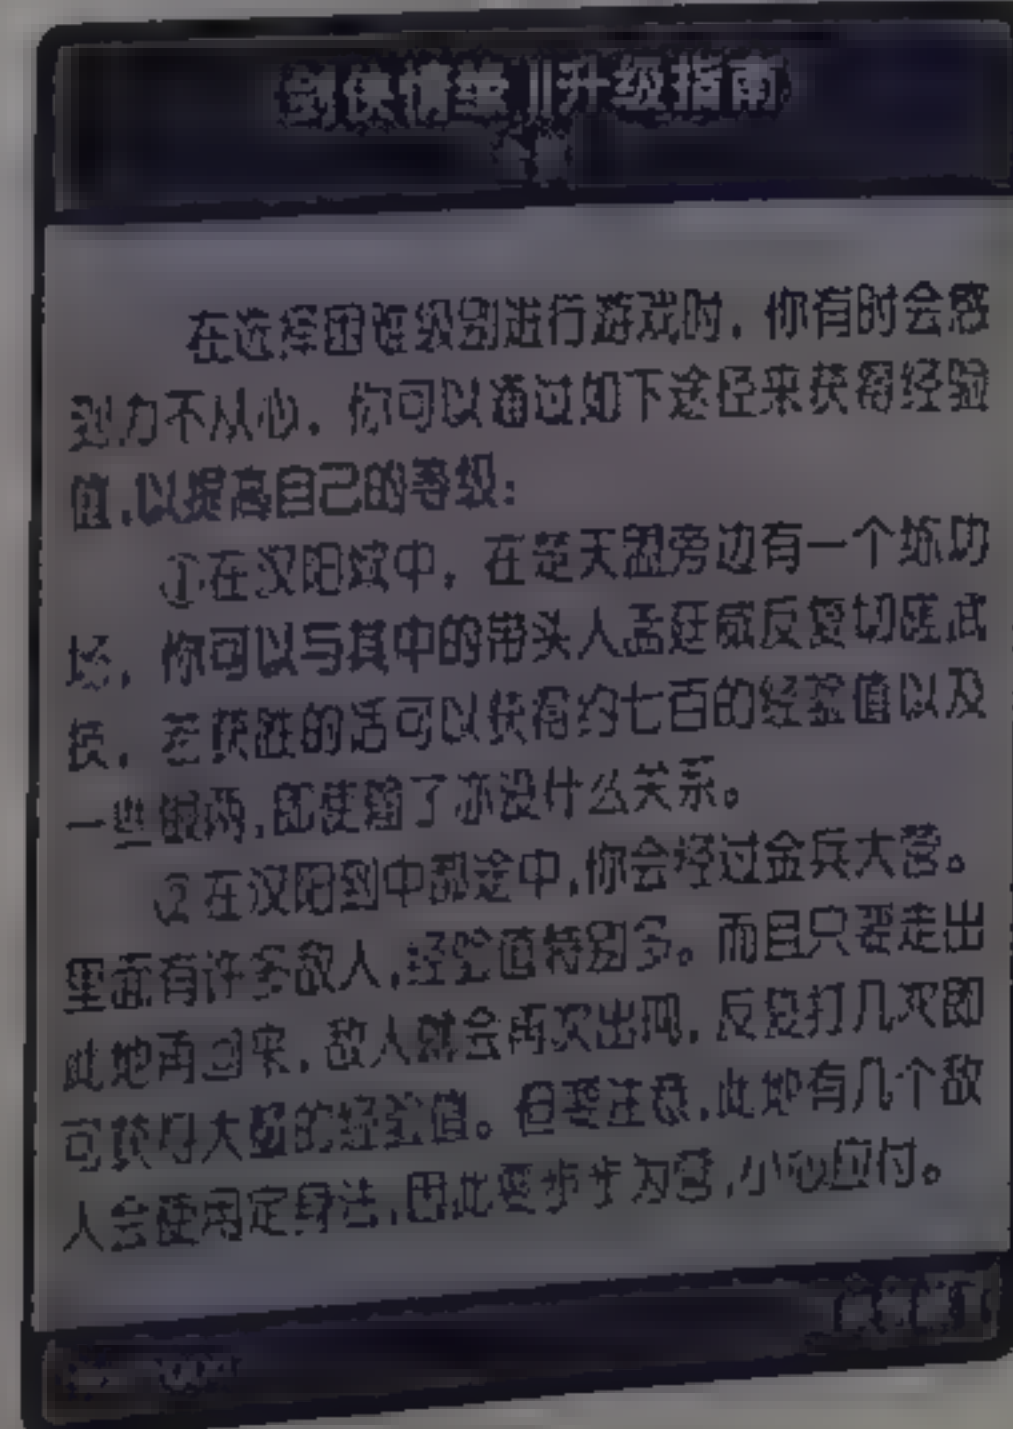 剑侠情缘Ⅱ升级指南
在选择困难级别进行游戏时，你有时会感
到力不从心。你可以通过如下途径来获得经验
值，以提高自己的等级：
①在汉阳城中，在楚天盟旁边有一个练功
场，你可以与其中的带头人孟廷威反复切磋武
技，若获胜的话可以获得约七百的经验值以及
一些银两，即使输了亦没什么关系。
②在汉阳到中都途中，你会经过金兵大营。
里面有许多敌人，经验值特别多。而且只要走出
此地再回来，敌人就会再次出现，反复打几次即
可获得大量的经验值。但要注意，此地有几个敌
人会使用定身法，因此要步步为营，小心应付。